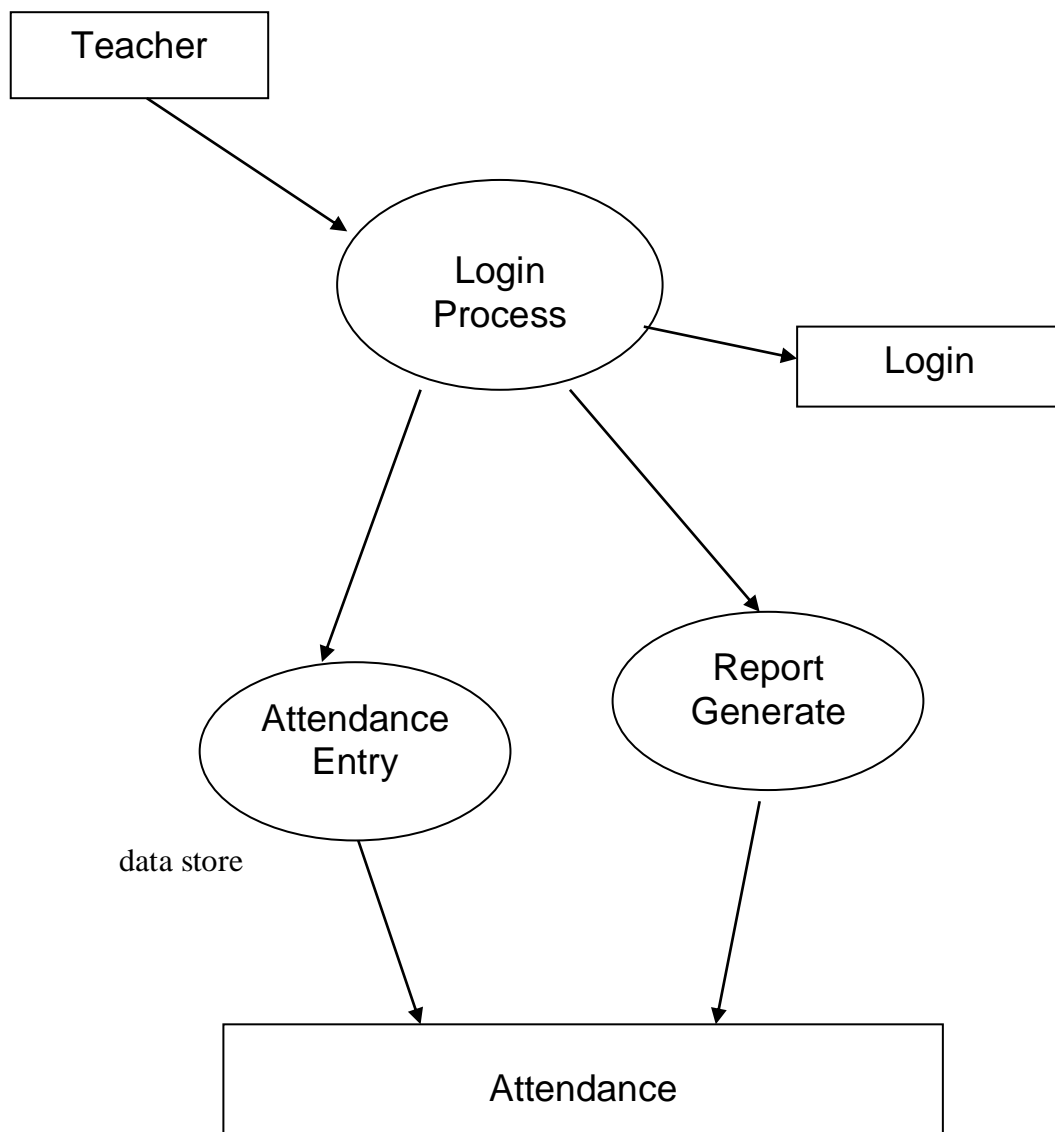 Teacher
Login
Process
Login
Report
Generate
Attendance
Entry
data store
Attendance